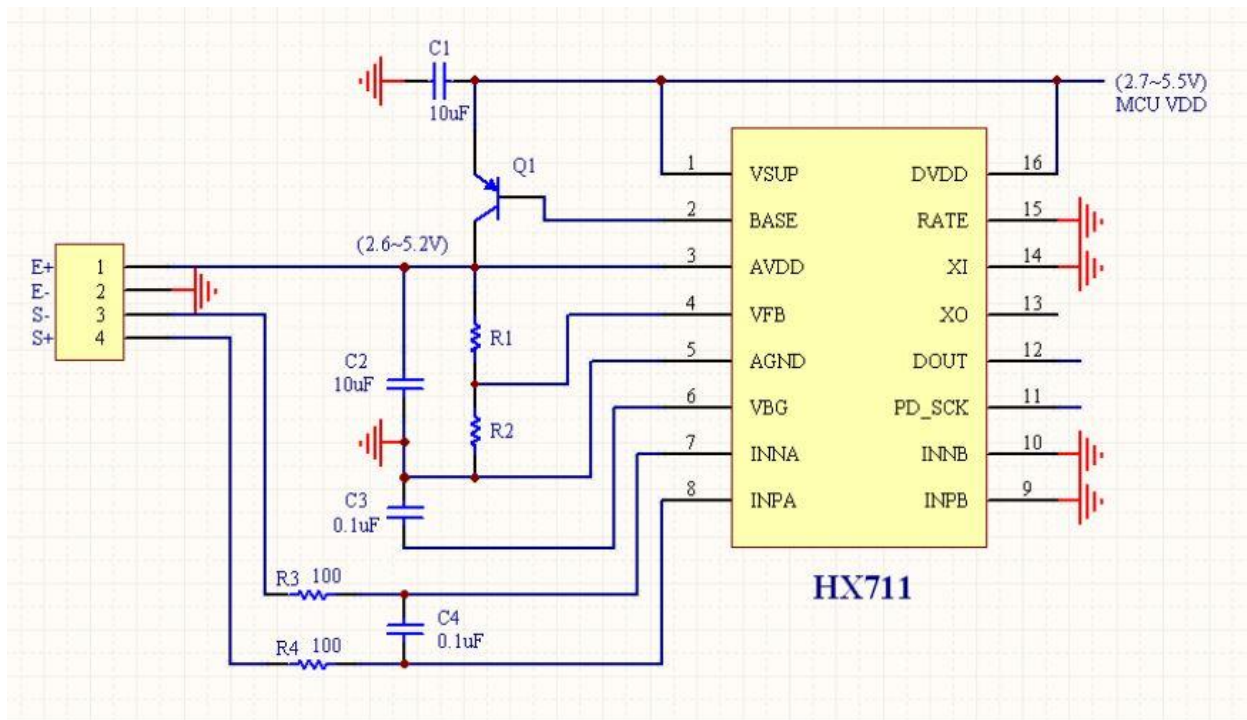 C1
10uF
(2.7~5.5V)
MCU VDD
Q1
(2.6~5.2V)
E+ 1
E- 2
S- 3
S+ 4
1 VSUP DVDD 16
2 BASE RATE 15
3 AVDD XI 14
4 VFB XO 13
5 AGND DOUT 12
6 VBG PD_SCK 11
7 INNA INNB 10
8 INPA INPB 9
R1
C2
10uF
R2
C3
0.1uF
R3 100
C4
0.1uF
R4 100
HX711